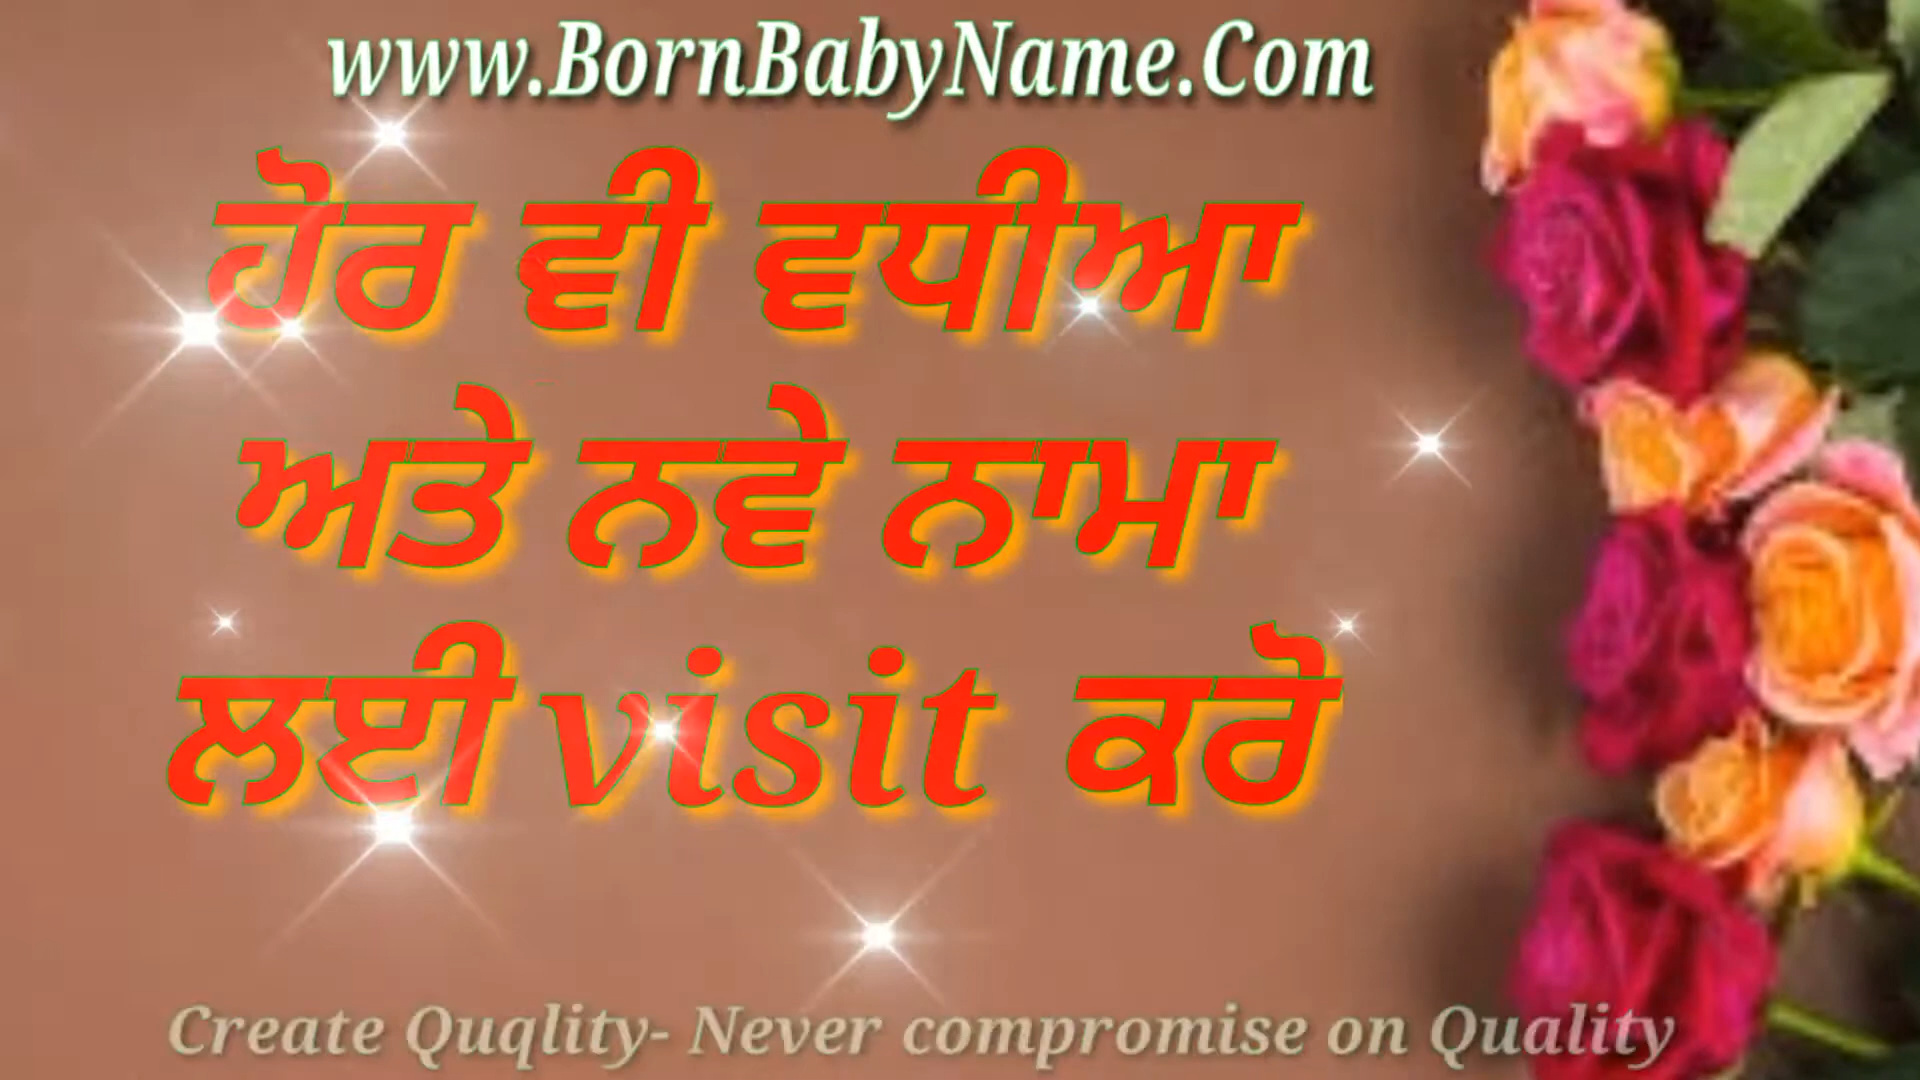 www.BornBabyName.Com
ਹੋਰ ਵੀ ਵਧੀਆ
ਅਤੇ ਨਵੇ ਨਾਮਾ
ਲਈ visit ਕਰੋ
Create Quqlity- Never compromise on Quality